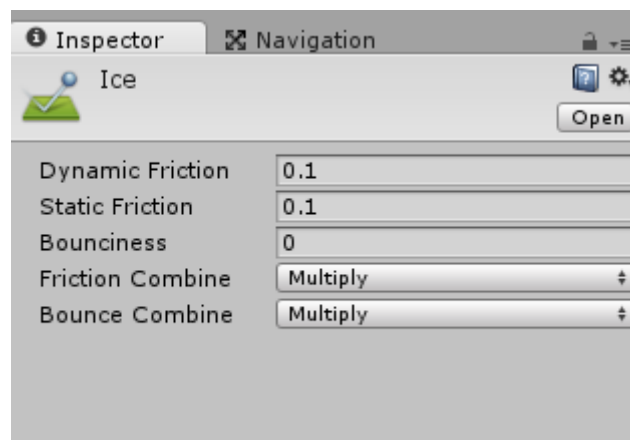 Inspector Navigation
Ice
Open
Dynamic Friction 0.1
Static Friction 0.1
Bounciness 0
Friction Combine Multiply
Bounce Combine Multiply